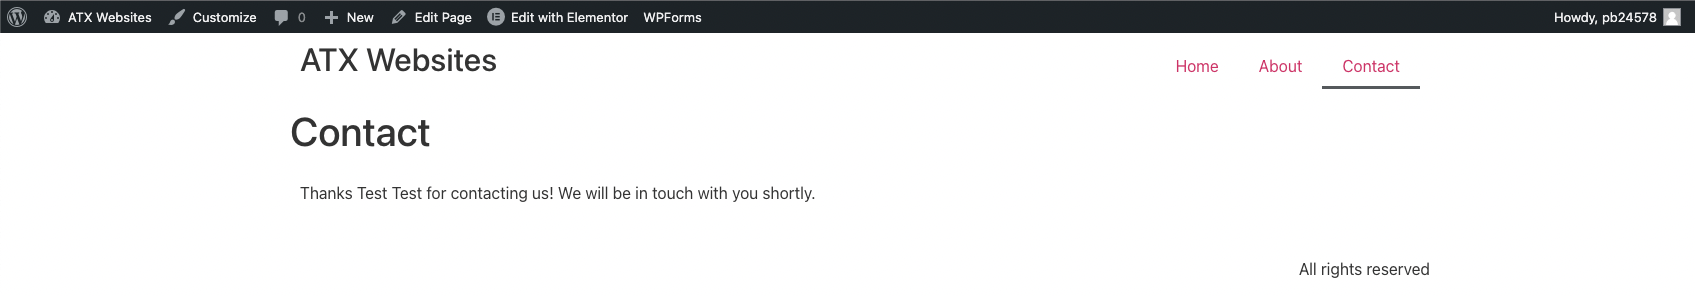 ATX Websites Customize 0 New Edit Page Edit with Elementor WPForms Howdy, pb24578
ATX Websites
Home About Contact
Contact
Thanks Test Test for contacting us! We will be in touch with you shortly.
All rights reserved